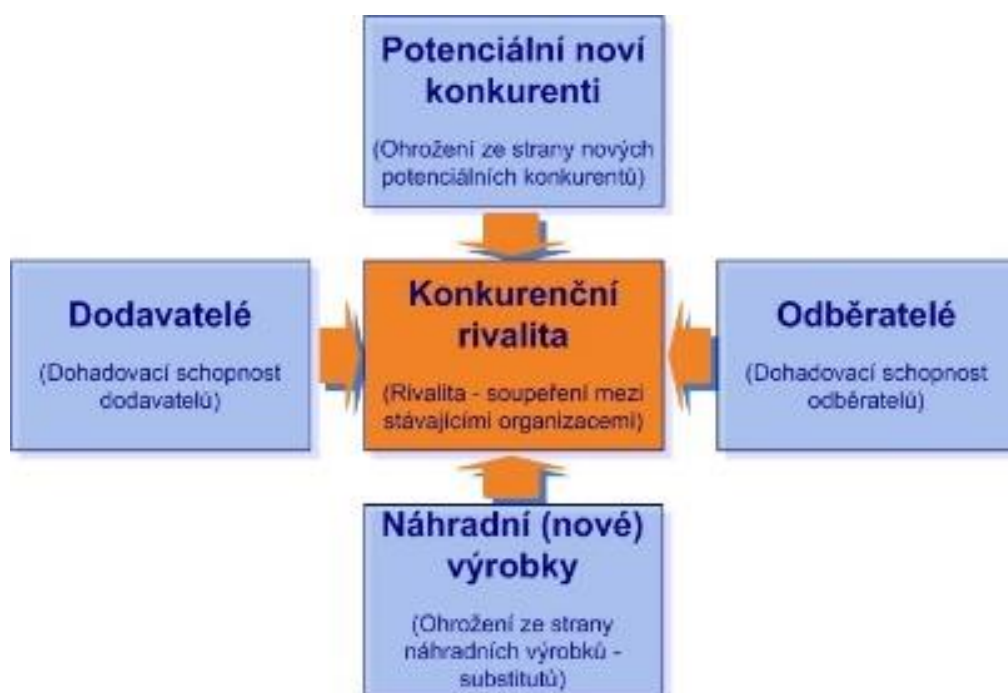 Potenciální noví
konkurenti
(Ohrožení ze strany nových
potenciálních konkurentů)
Dodavatelé
(Dohadovací schopnost
dodavatelů)
Konkurenční
rivalita
(Rivalita - soupeření mezi
stávajícími organizacemi)
Odběratelé
(Dohadovací schopnost
odběratelů)
Náhradní (nové)
výrobky
(Ohrožení ze strany
náhradních výrobků -
substitutů)